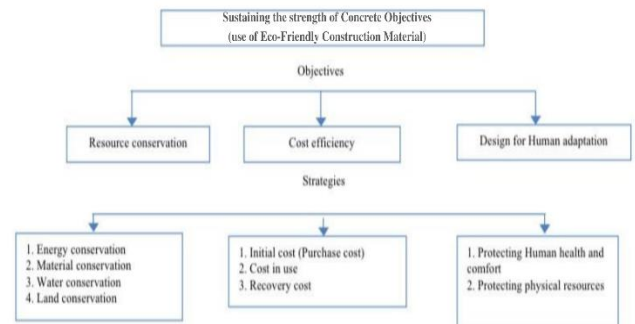 Sustaining the strength of Concrete Objectives
(use of Eco-Friendly Construction Material)
Objectives
Resource conservation
Cost efficiency
Design for Human adaptation
Strategies
1. Energy conservation
2. Material conservation
3. Water conservation
4. Land conservation
1. Initial cost (Purchase cost)
2. Cost in use
3. Recovery cost
1. Protecting Human health and
comfort
2. Protecting physical resources